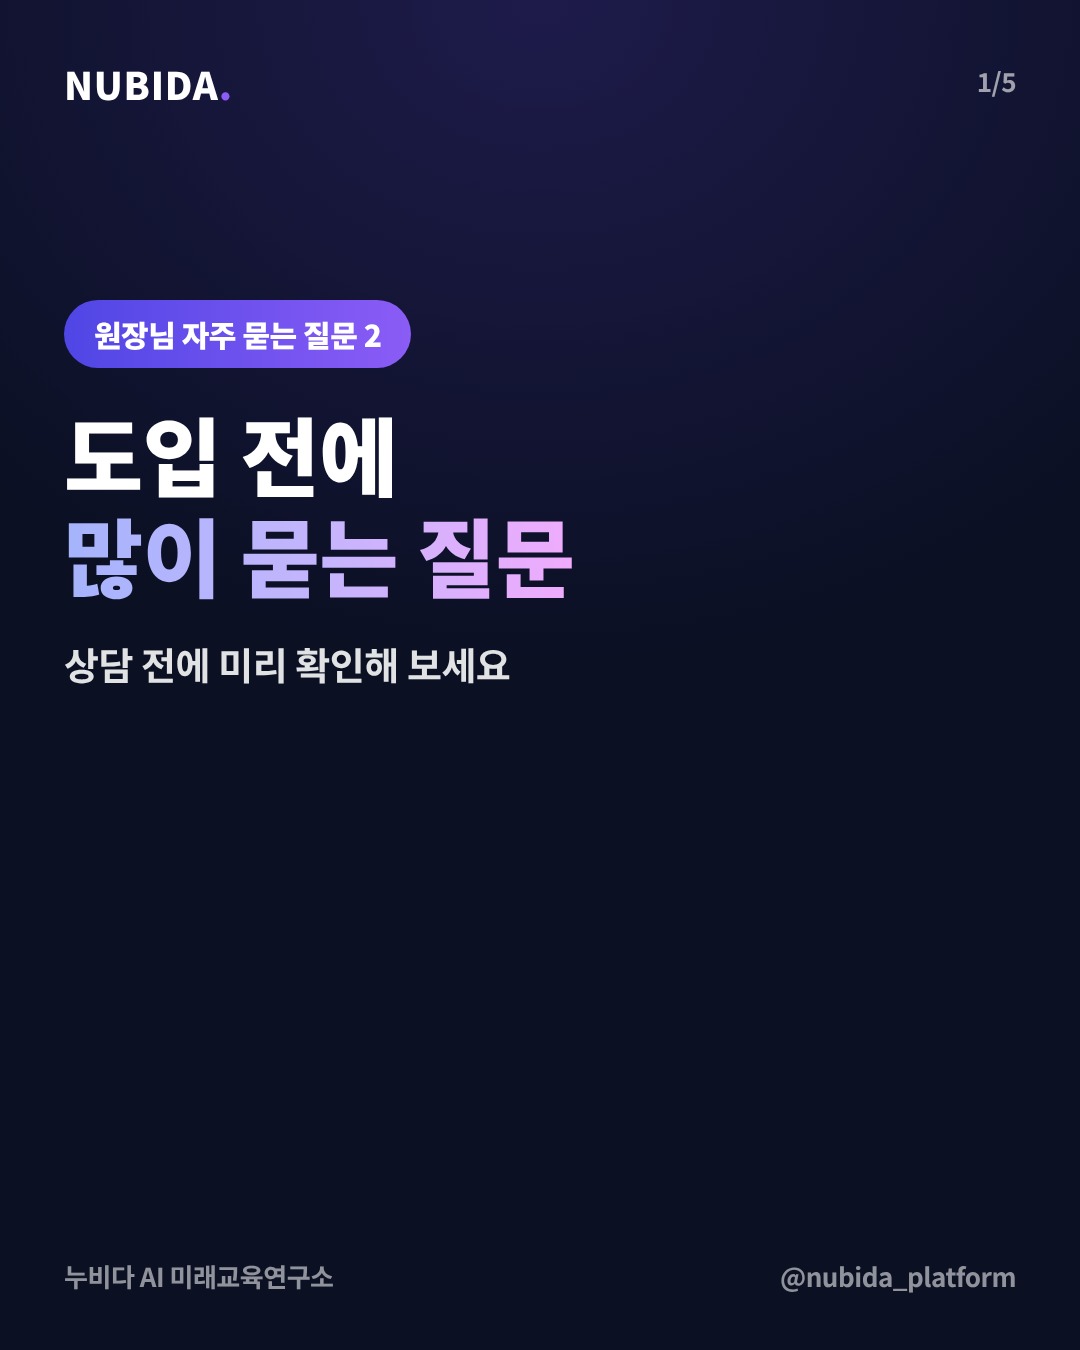 NUBIDA.
1/5
원장님 자주 묻는 질문 2
도입 전에
많이 묻는 질문
상담 전에 미리 확인해 보세요
누비다 AI 미래교육연구소
@nubida_platform